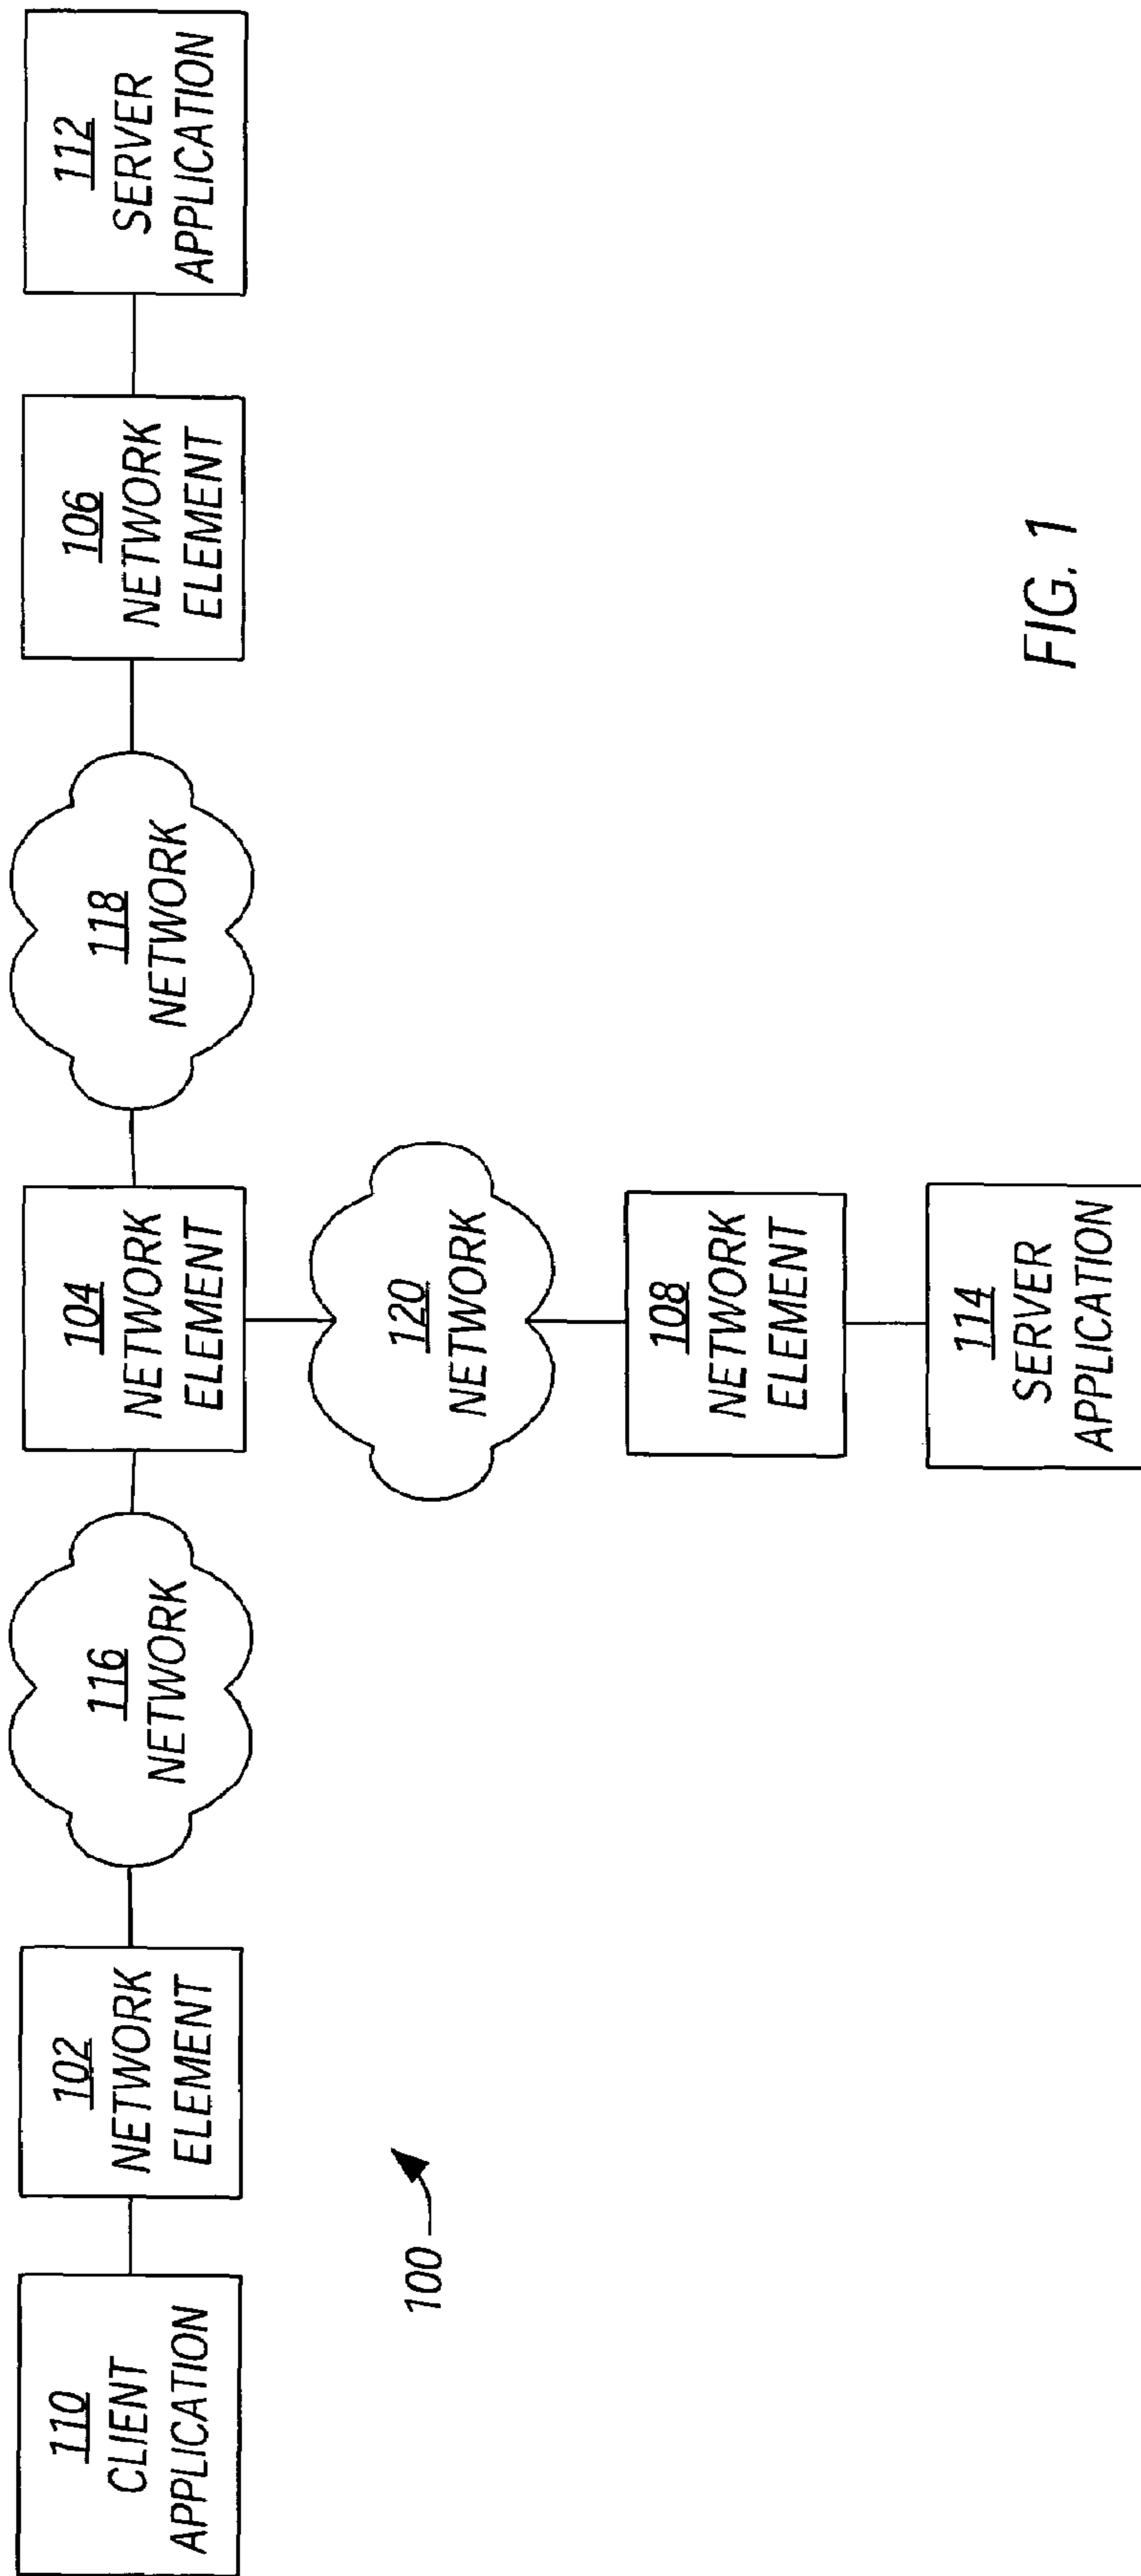 110
CLIENT
APPLICATION
102
NETWORK
ELEMENT
116
NETWORK
104
NETWORK
ELEMENT
118
NETWORK
106
NETWORK
ELEMENT
112
SERVER
APPLICATION
120
NETWORK
108
NETWORK
ELEMENT
114
SERVER
APPLICATION
100
FIG. 1